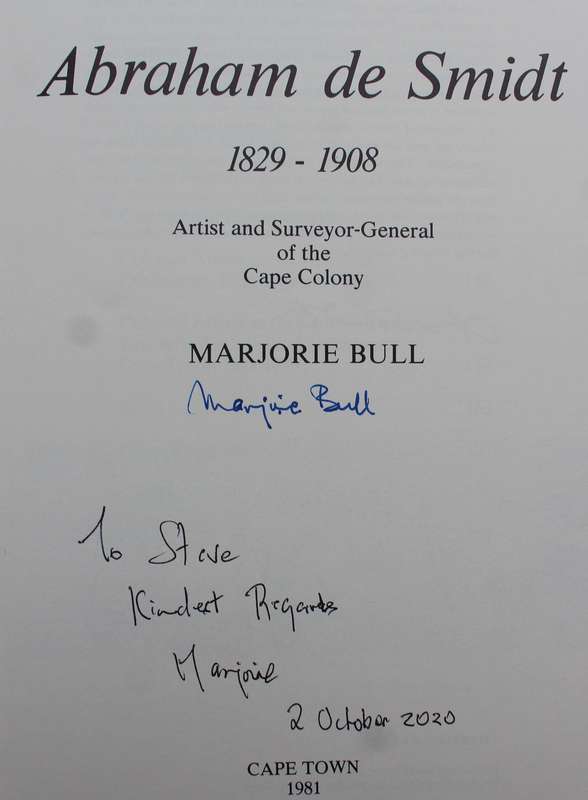 Abraham de Smidt
1829 - 1908
Artist and Surveyor-General
of the
Cape Colony
MARJORIE BULL
Marjorie Bull
To Steve
Kindest Regards
Marjorie
2 October 2020
CAPE TOWN
1981